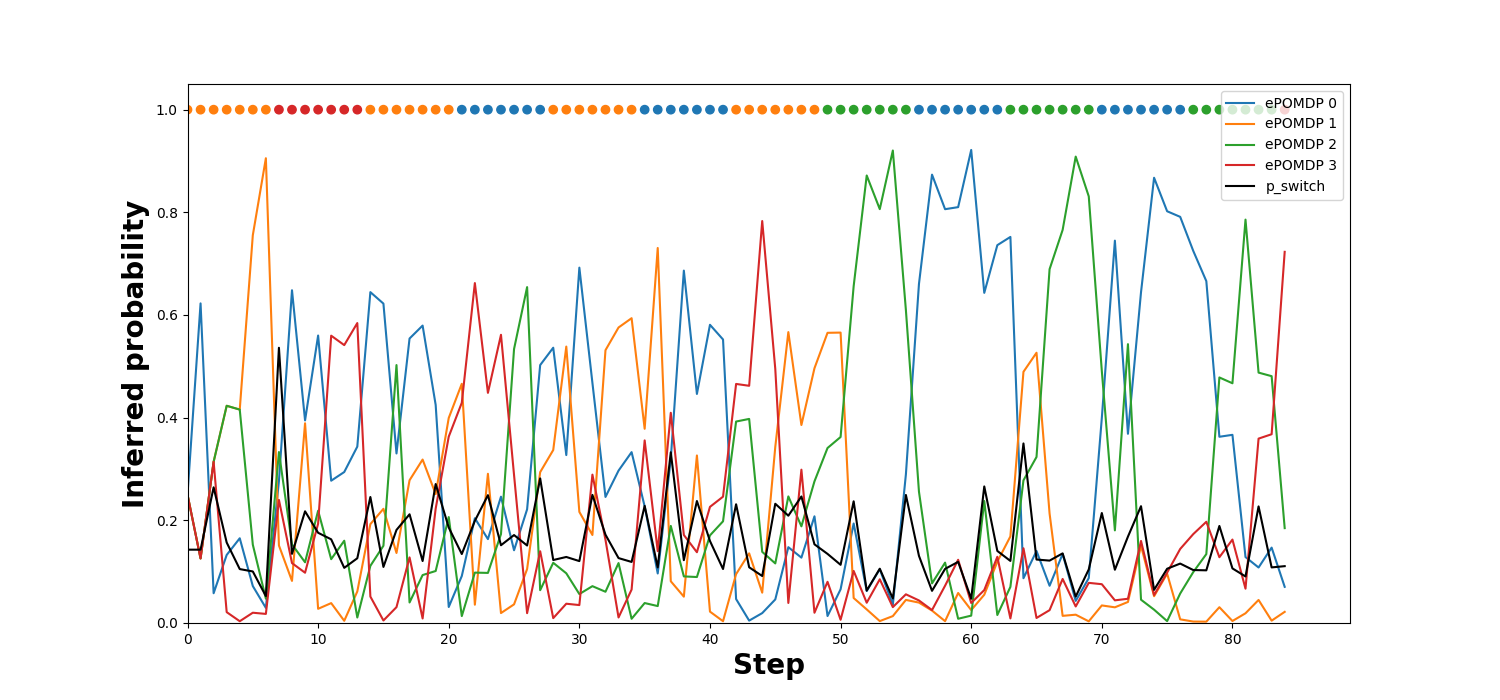 1.0
0.8
0.6
0.4
0.2
0.0
Inferred probability
ePOMDP 0
ePOMDP 1
ePOMDP 2
ePOMDP 3
p_switch
0 10 20 30 40 50 60 70 80
Step